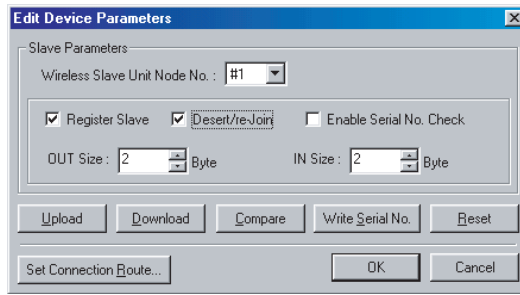 Edit Device Parameters
Slave Parameters
Wireless Slave Unit Node No. : #1
Register Slave Desert/re-Join Enable Serial No. Check
OUT Size : 2 Byte IN Size : 2 Byte
Upload Download Compare Write Serial No. Reset
Set Connection Route... OK Cancel